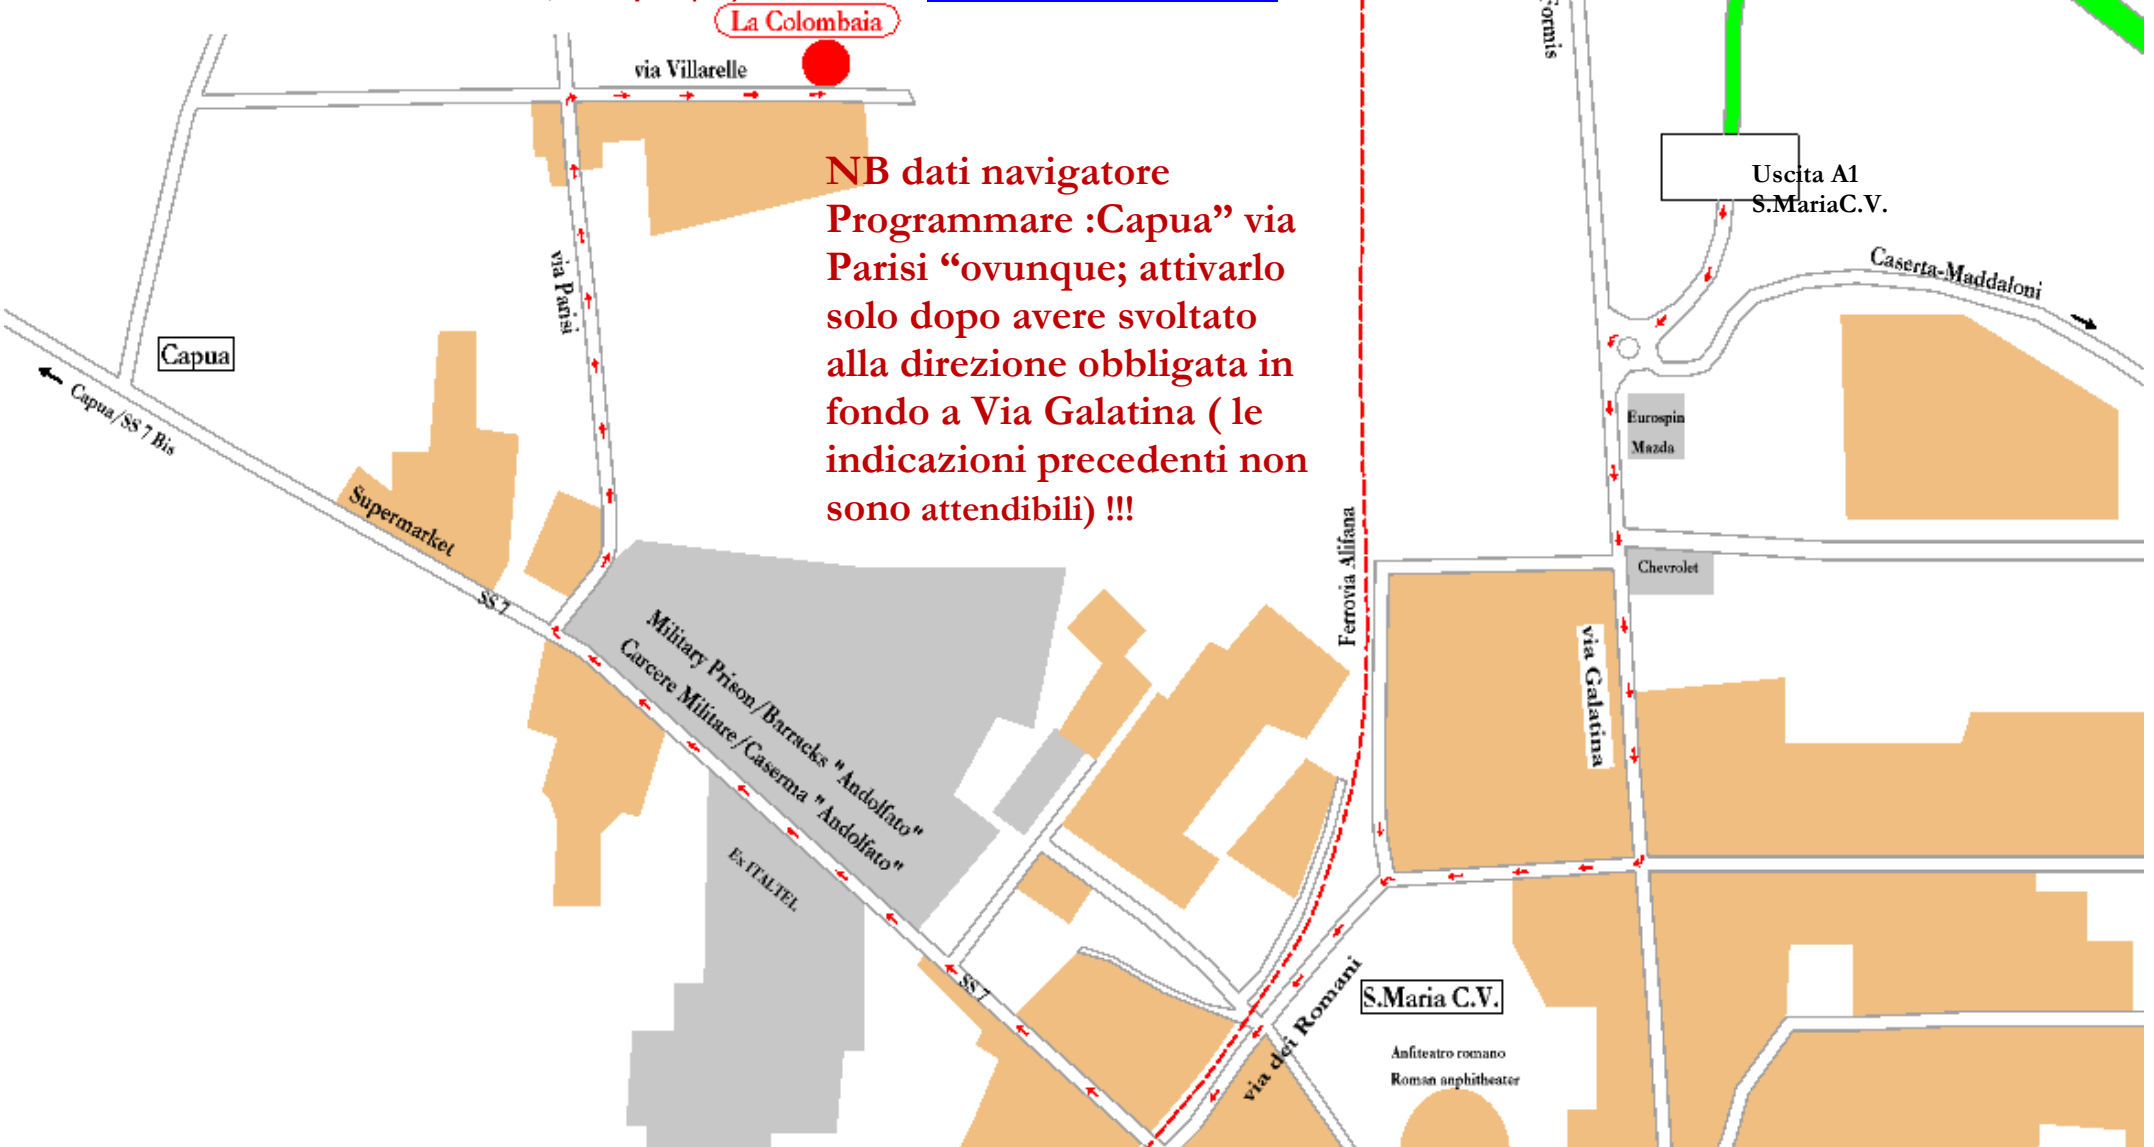 La Colombaia
via Villarelle
Formis
Uscita A1
S.MariaC.V.
Caserta-Maddaloni
NB dati navigatore
Programmare :Capua” via
Parisi “ovunque; attivarlo
solo dopo avere svoltato
alla direzione obbligata in
fondo a Via Galatina ( le
indicazioni precedenti non
sono attendibili) !!!
via Parisi
Capua
Capua/SS 7 Bis
Eurospin
Mazda
Supermarket
SS 7
Chevrolet
Ferrovia Alifana
via Galatina
Military Prison/Barracks "Andolfato"
Carcere Militare/Caserma "Andolfato"
Ex ITALTEL
SS 7
via dei Romani
S.Maria C.V.
Anfiteatro romano
Roman anphitheater